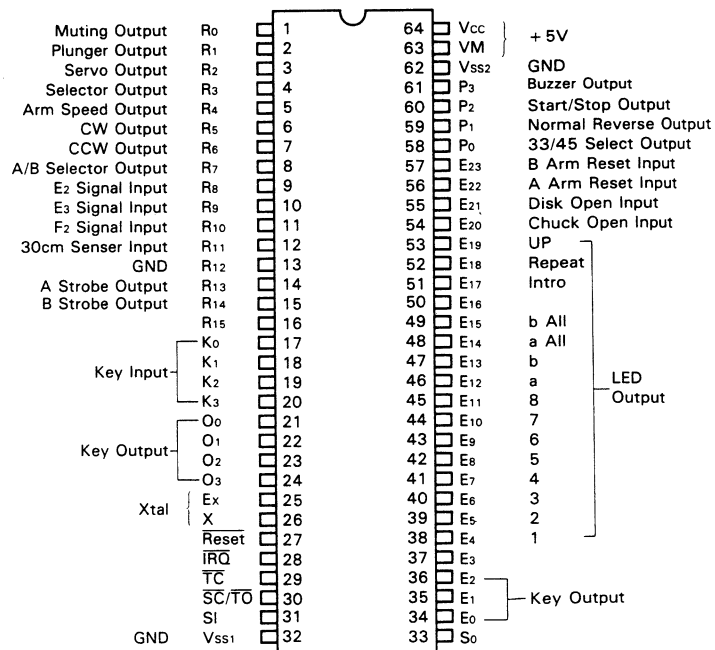 Muting Output R0 1 64 Vcc + 5V
Plunger Output R1 2 63 VM
Servo Output R2 3 62 Vss2 GND
Selector Output R3 4 61 P3 Buzzer Output
Arm Speed Output R4 5 60 P2 Start/Stop Output
CW Output R5 6 59 P1 Normal Reverse Output
CCW Output R6 7 58 P0 33/45 Select Output
A/B Selector Output R7 8 57 E23 B Arm Reset Input
E2 Signal Input R8 9 56 E22 A Arm Reset Input
E3 Signal Input R9 10 55 E21 Disk Open Input
F2 Signal Input R10 11 54 E20 Chuck Open Input
30cm Senser Input R11 12 53 E19 UP
GND R12 13 52 E18 Repeat
A Strobe Output R13 14 51 E17 Intro
B Strobe Output R14 15 50 E16
R15 16 49 E15 b All
K0 17 48 E14 a All
Key Input K1 18 47 E13 b
K2 19 46 E12 a LED Output
K3 20 45 E11 8
O0 21 44 E10 7
Key Output O1 22 43 E9 6
O2 23 42 E8 5
O3 24 41 E7 4
Xtal Ex 25 40 E6 3
X 26 39 E5 2
Reset 27 38 E4 1
IRQ 28 37 E3
TC 29 36 E2
SC/TO 30 35 E1 Key Output
SI 31 34 E0
GND Vss1 32 33 S0